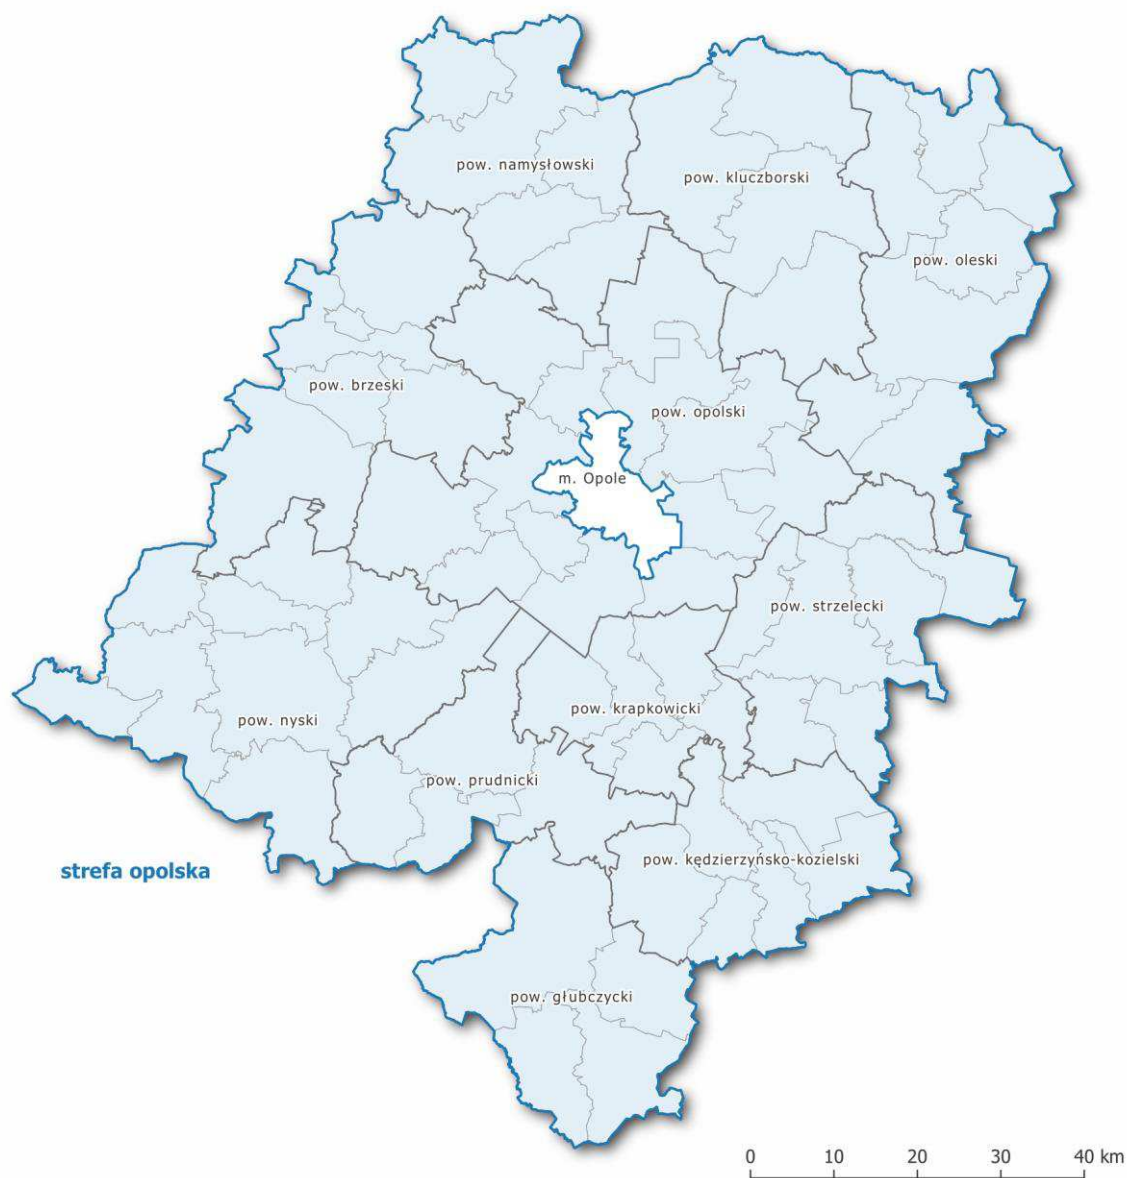 pow. namysłowski
pow. kluczborski
pow. oleski
pow. brzeski
pow. opolski
m. Opole
pow. strzelecki
pow. krapkowicki
pow. nyski
pow. prudnicki
pow. kędzierzyńsko-kozielski
strefa opolska
pow. głubczycki
0 10 20 30 40 km